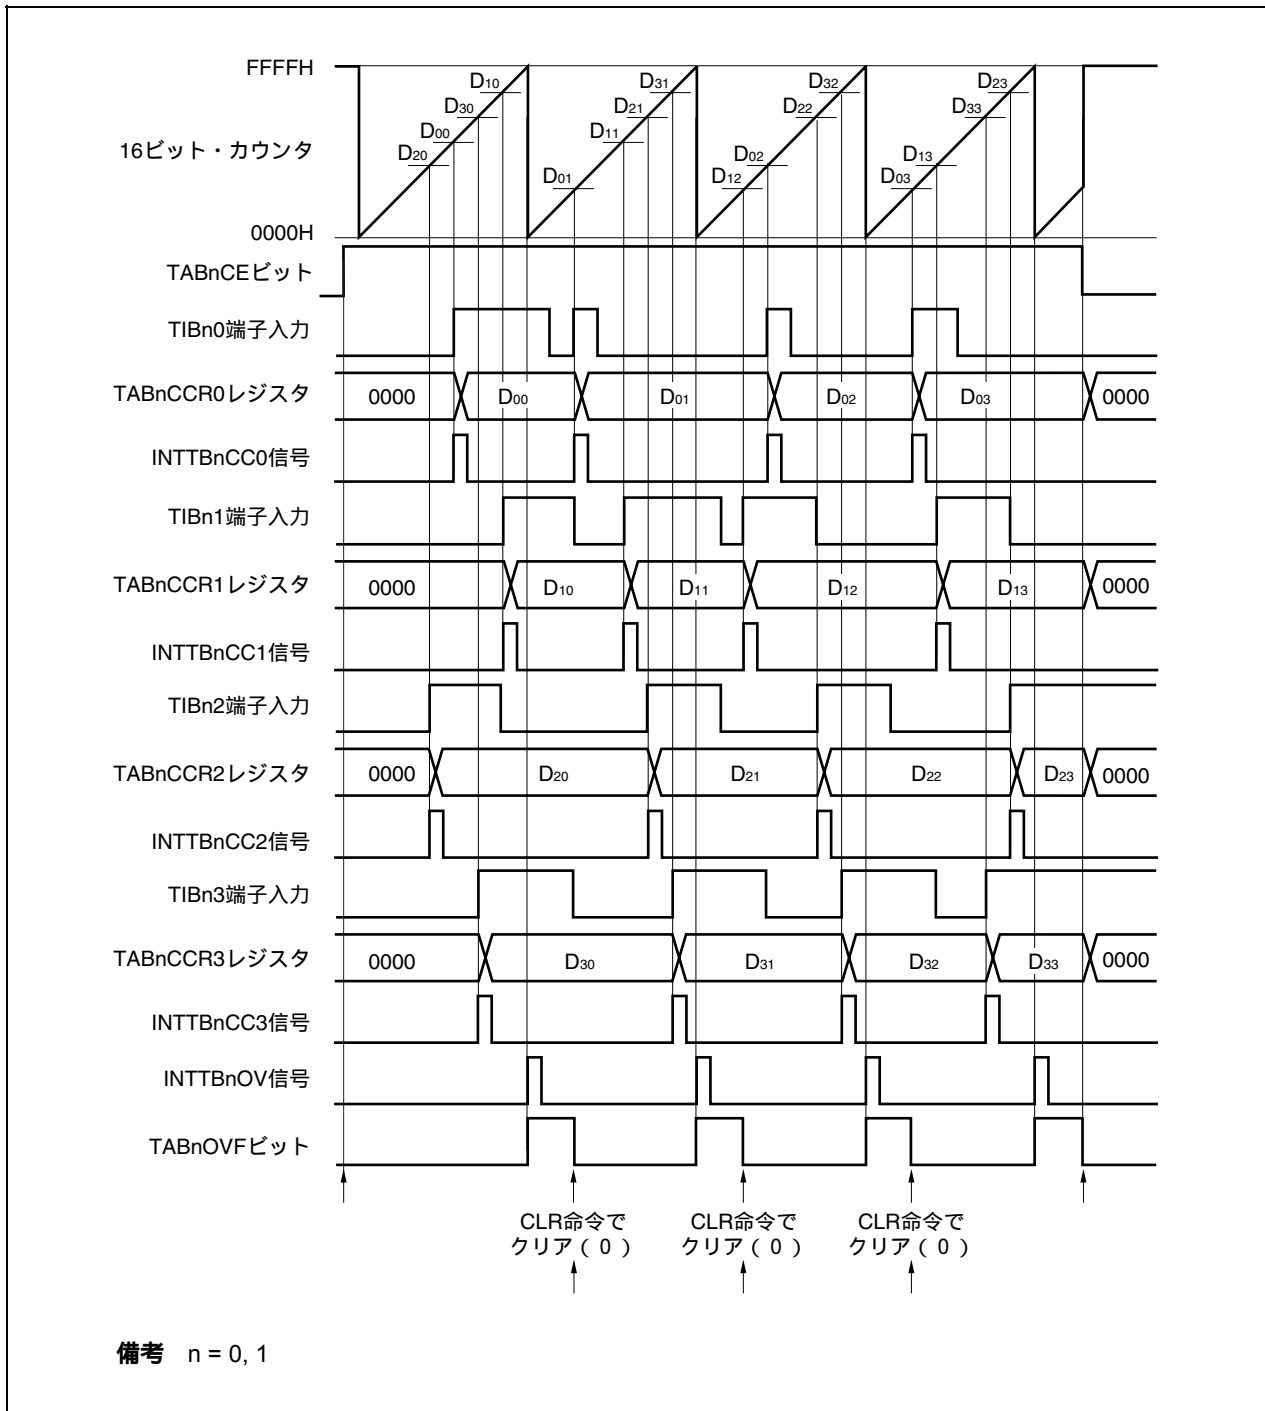 FFFFH
D10
D31
D32
D23
D30
D21
D22
D33
16ビット・カウンタ
D00
D11
D20
D02
D13
D01
D12
D03
0000H
TABnCEビット
TIBn0端子入力
TABnCCR0レジスタ
0000
D00
D01
D02
D03
0000
INTTBnCC0信号
TIBn1端子入力
TABnCCR1レジスタ
0000
D10
D11
D12
D13
0000
INTTBnCC1信号
TIBn2端子入力
TABnCCR2レジスタ
0000
D20
D21
D22
D23
0000
INTTBnCC2信号
TIBn3端子入力
TABnCCR3レジスタ
0000
D30
D31
D32
D33
0000
INTTBnCC3信号
INTTBnOV信号
TABnOVFビット
CLR命令で
クリア(0)
CLR命令で
クリア(0)
CLR命令で
クリア(0)
備考 n = 0, 1